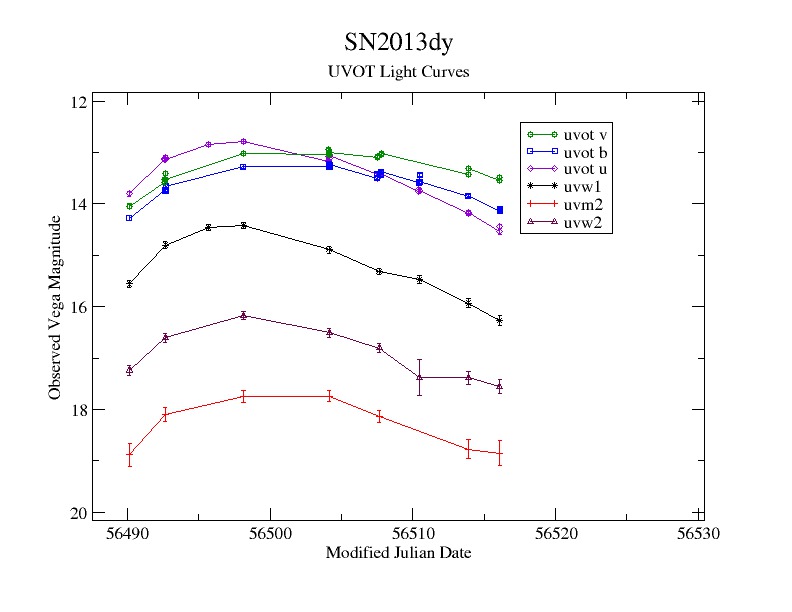 SN2013dy
UVOT Light Curves
12
14
16
18
20
Observed Vega Magnitude
uvot v
uvot b
uvot u
uvw1
uvm2
uvw2
56490 56500 56510 56520 56530
Modified Julian Date